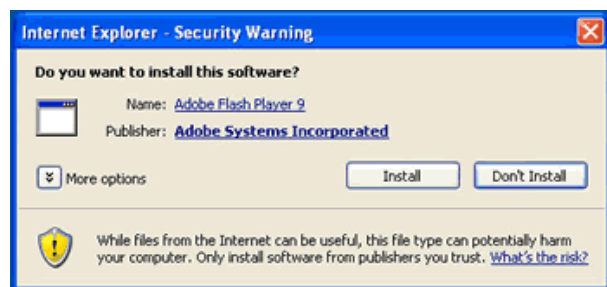 Internet Explorer - Security Warning
Do you want to install this software?
Name: Adobe Flash Player 9
Publisher: Adobe Systems Incorporated
More options
Install
Don't Install
While files from the Internet can be useful, this file type can potentially harm
your computer. Only install software from publishers you trust. What's the risk?